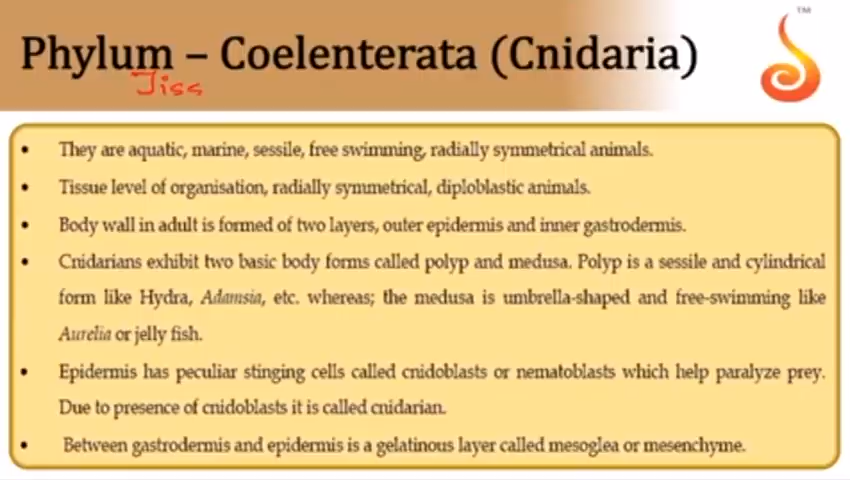 TM
Phylum – Coelenterata (Cnidaria)
Tiss
• They are aquatic, marine, sessile, free swimming, radially symmetrical animals.
• Tissue level of organisation, radially symmetrical, diploblastic animals.
• Body wall in adult is formed of two layers, outer epidermis and inner gastrodermis.
• Cnidarians exhibit two basic body forms called polyp and medusa. Polyp is a sessile and cylindrical
form like Hydra, Adamsia, etc. whereas; the medusa is umbrella-shaped and free-swimming like
Aurelia or jelly fish.
• Epidermis has peculiar stinging cells called cnidoblasts or nematoblasts which help paralyze prey.
Due to presence of cnidoblasts it is called cnidarian.
• Between gastrodermis and epidermis is a gelatinous layer called mesoglea or mesenchyme.